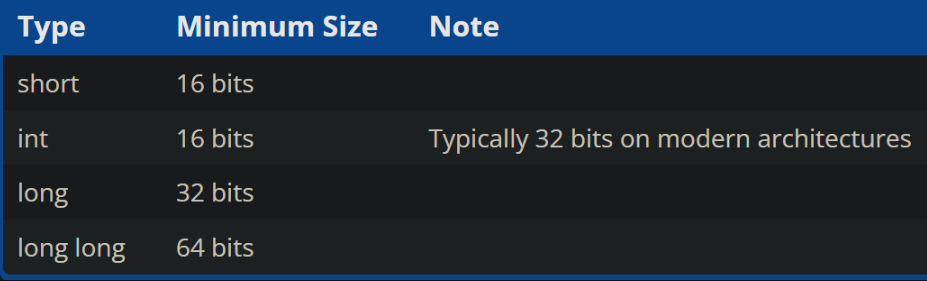 Type Minimum Size Note
short 16 bits
int 16 bits Typically 32 bits on modern architectures
long 32 bits
long long 64 bits